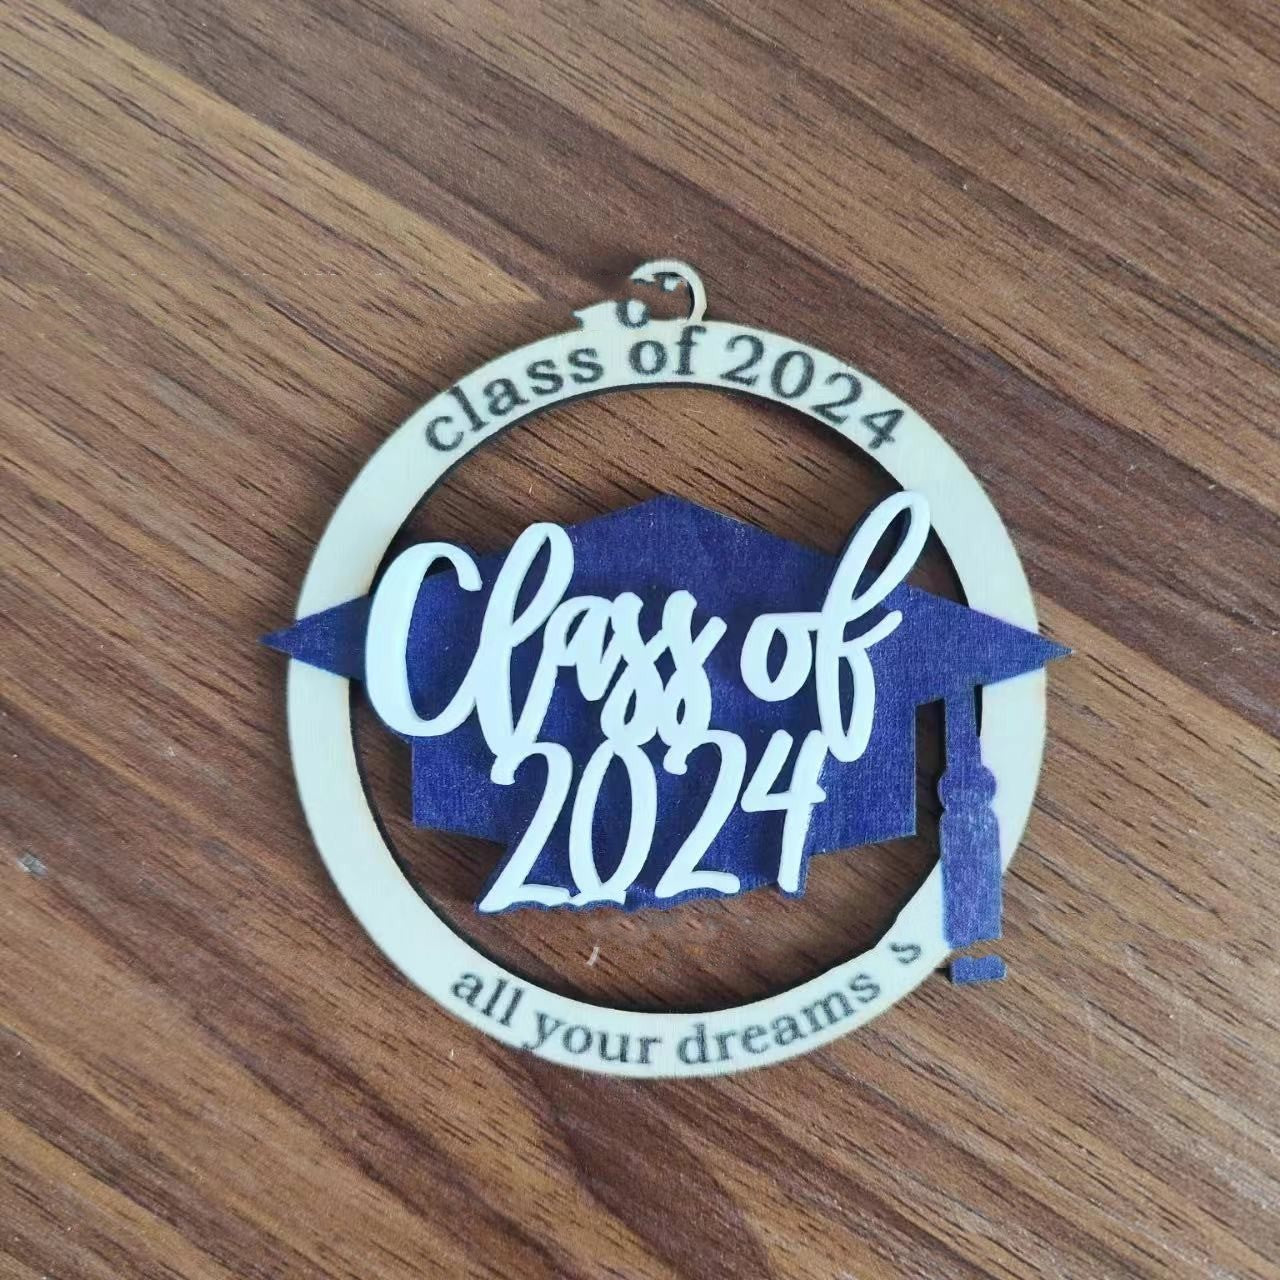 class of 2024
Class of
2024
all your dreams